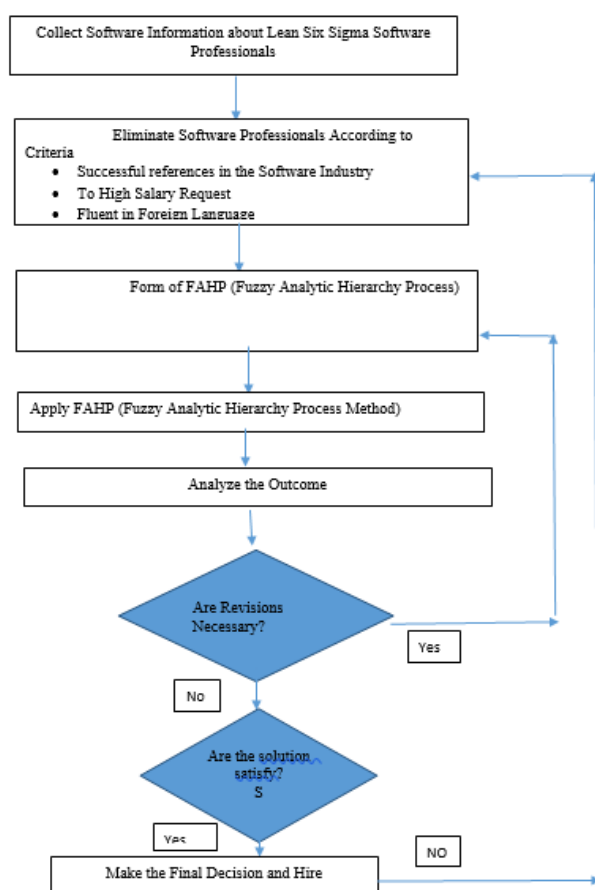 Collect Software Information about Lean Six Sigma Software
Professionals
Eliminate Software Professionals According to
Criteria
• Successful references in the Software Industry
• To High Salary Request
• Fluent in Foreign Language
Form of FAHP (Fuzzy Analytic Hierarchy Process)
Apply FAHP (Fuzzy Analytic Hierarchy Process Method)
Analyze the Outcome
Are Revisions
Necessary?
Yes
No
Are the solution
satisfy?
S
Yes
NO
Make the Final Decision and Hire